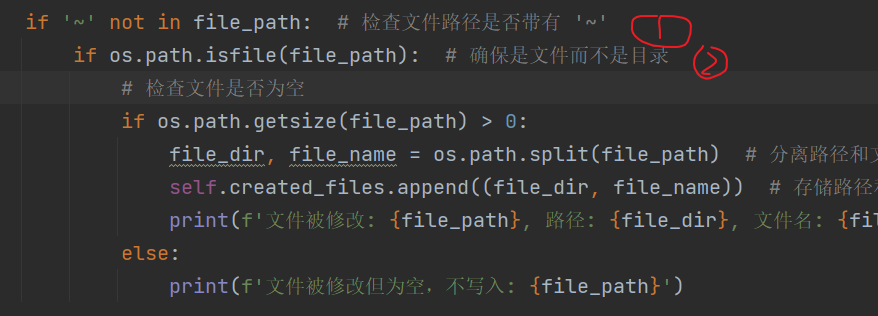 if '~' not in file_path:  # 检查文件路径是否带有 '~' 1
if os.path.isfile(file_path):  # 确保是文件而不是目录 2
# 检查文件是否为空
if os.path.getsize(file_path) > 0:
file_dir, file_name = os.path.split(file_path)  # 分离路径和
self.created_files.append((file_dir, file_name))  # 存储路径
print(f'文件被修改: {file_path}, 路径: {file_dir}, 文件名: {fil
else:
print(f'文件被修改但为空，不写入: {file_path}')